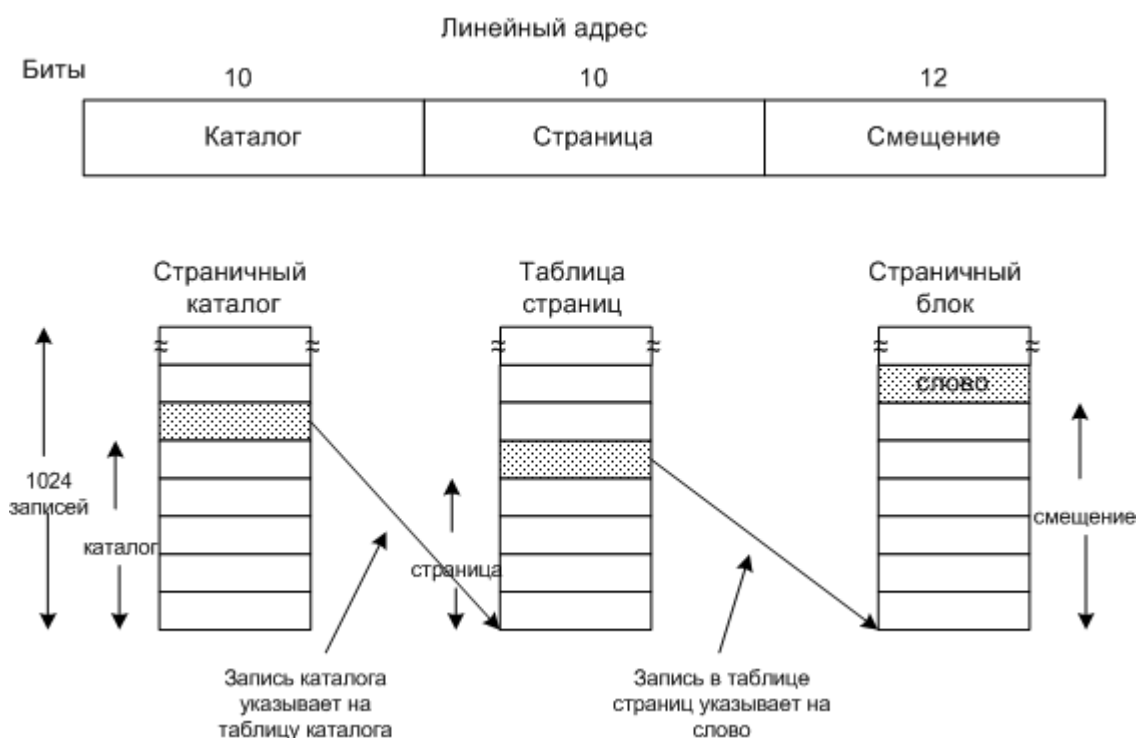 Линейный адрес
Биты
10
10
12
Каталог
Страница
Смещение
Страничный
каталог
Таблица
страниц
Страничный
блок
слово
1024
записей
каталог
страница
смещение
Запись каталога
указывает на
таблицу каталога
Запись в таблице
страниц указывает на
слово